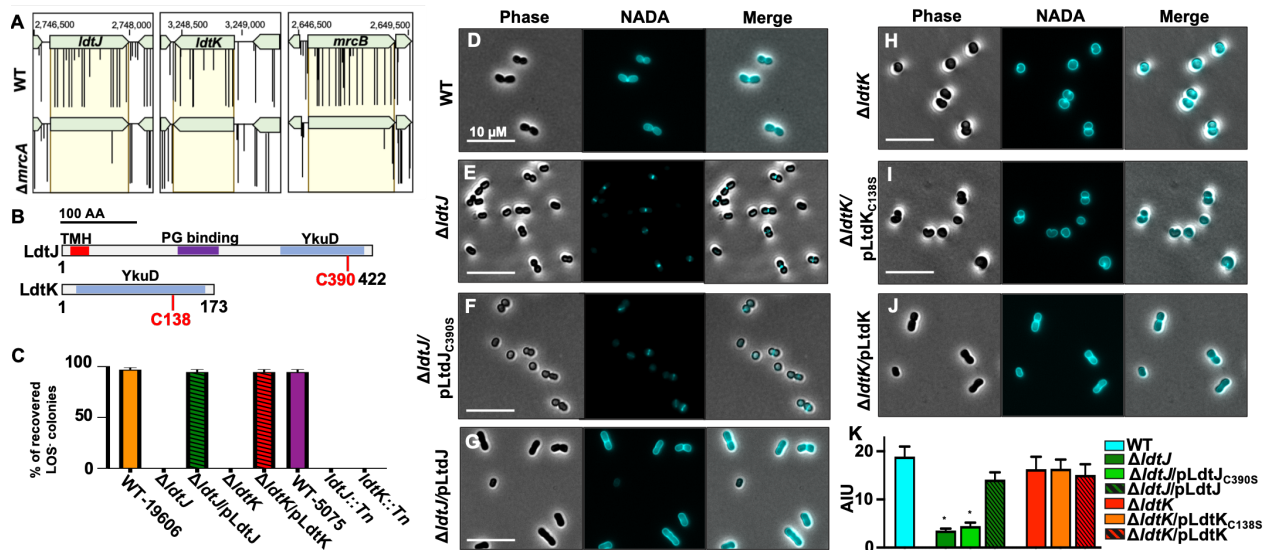 A
2,746,500
2,748,000
3,248,500
3,249,000
2,646,500
2,649,500
ldtJ
ldtK
mrcB
WT
ΔmrcA
B
100 AA
TMH
PG binding
YkuD
LdtJ
1
C390
422
YkuD
LdtK
1
173
C138
C
% of recovered
LOS⁻ colonies
100
50
0
WT-19606
ΔldtJ
ΔldtJ/pLdtJ
ΔldtK
ΔldtK/pLdtK
WT-5075
ldtJ::Tn
ldtK::Tn
Phase
NADA
Merge
D
WT
10 µM
E
ΔldtJ
F
ΔldtJ/
pLtdJC390S
G
ΔldtJ/pLtdJ
Phase
NADA
Merge
H
ΔldtK
I
ΔldtK/
pLtdKC138S
J
ΔldtK/pLtdK
K
AIU
20
10
0
*
*
WT
ΔldtJ
ΔldtJ/pLdtJC390S
ΔldtJ/pLdtJ
ΔldtK
ΔldtK/pLdtKC138S
ΔldtK/pLdtK